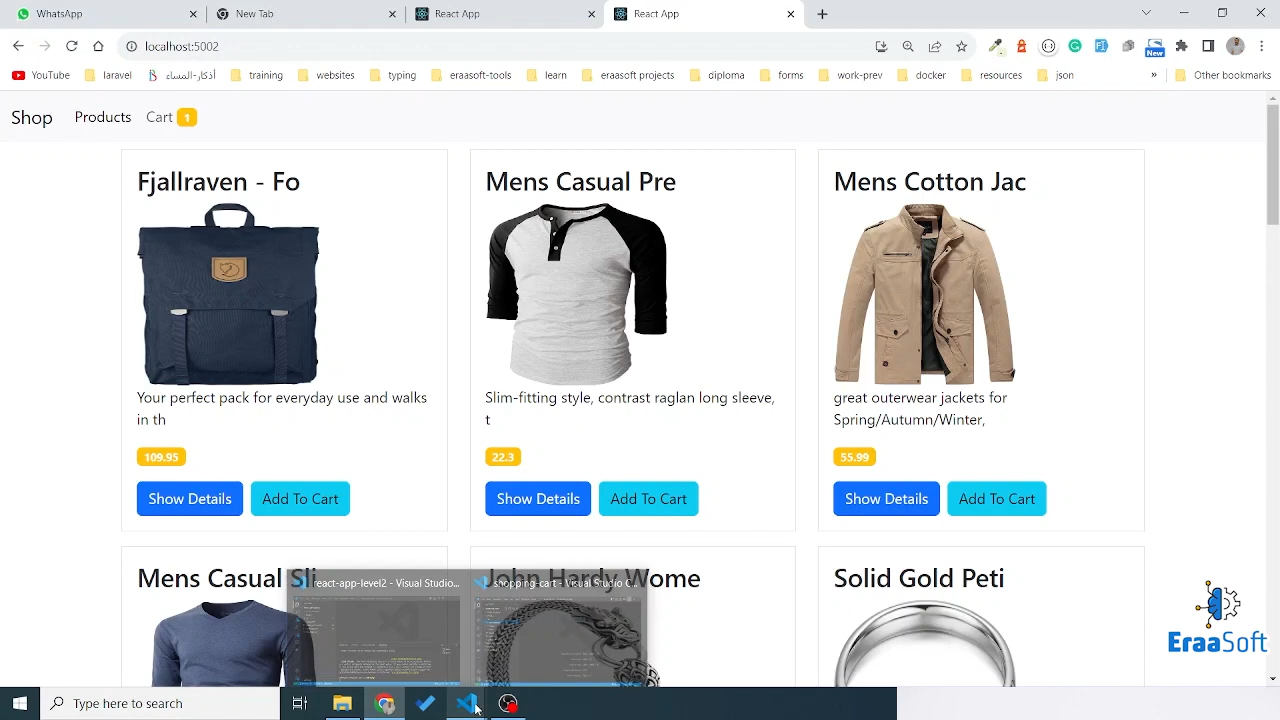 WhatsApp
New Tab
React App
React App
localhost:5002
New
YouTube
laravel
أذكار-المساء
training
websites
typing
eraasoft-tools
learn
eraasoft projects
diploma
forms
work-prev
docker
resources
json
»
Other bookmarks
Shop
Products
Cart 1
Fjallraven - Fo
Your perfect pack for everyday use and walks
in th
109.95
Show Details
Add To Cart
Mens Casual Pre
Slim-fitting style, contrast raglan long sleeve,
t
22.3
Show Details
Add To Cart
Mens Cotton Jac
great outerwear jackets for
Spring/Autumn/Winter,
55.99
Show Details
Add To Cart
Mens Casual Sli
John Hardy Wome
Solid Gold Peti
react-app-level2 - Visual Studio...
shopping-cart - Visual Studio C...
EraaSoft
Type here to search